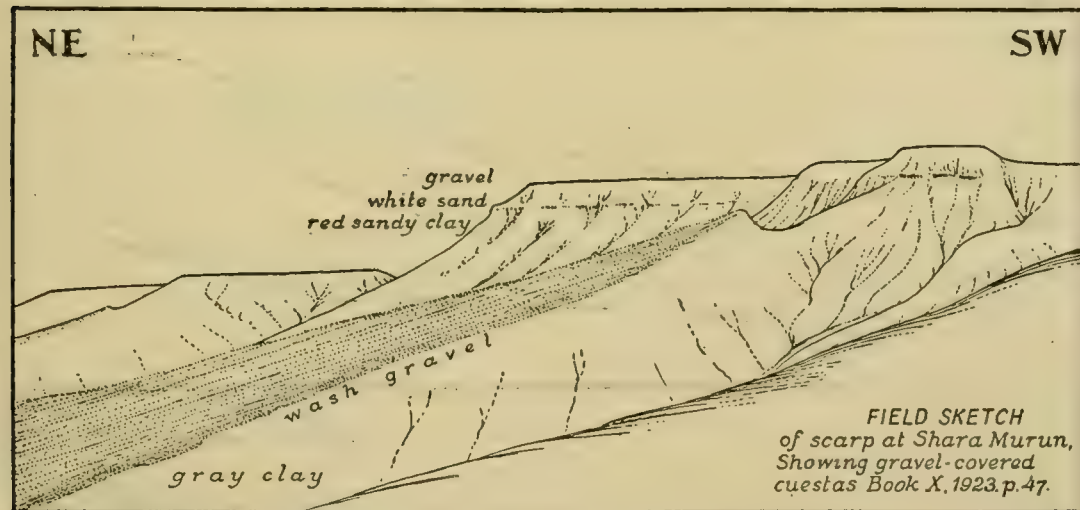 NE
SW
gravel
white sand
red sandy clay
wash gravel
gray clay
FIELD SKETCH
of scarp at Shara Murun,
Showing gravel-covered
cuestas Book X, 1923. p. 47.